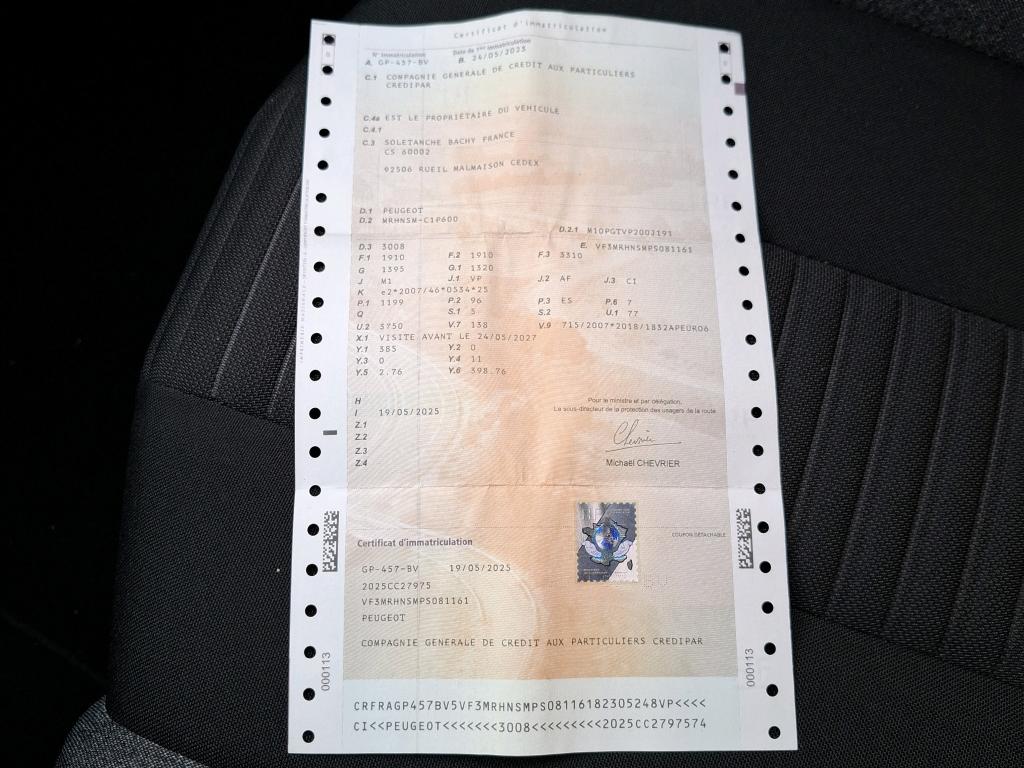 Certificat d'immatriculation
N° Immatriculation Date de 1ère immatriculation
A. GP-457-BV B. 24/05/2023
C.1 COMPAGNIE GENERALE DE CREDIT AUX PARTICULIERS
CREDIPAR
C.4a EST LE PROPRIÉTAIRE DU VÉHICULE
C.4.1
C.3 SOLETANCHE BACHY FRANCE
CS 60002
92506 RUEIL MALMAISON CEDEX
D.1 PEUGEOT
D.2 MRHNSM-C1P600
D.2.1 M10PGTVP200J191
D.3 3008 E. VF3MRHNSMPS081161
F.1 1910 F.2 1910 F.3 3310
G 1395 G.1 1320
J M1 J.1 VP J.2 AF J.3 CI
K e2*2007/46*0534*25
P.1 1199 P.2 96 P.3 ES P.6 7
Q S.1 5 S.2 U.1 77
U.2 3750 V.7 138 V.9 715/2007*2018/1832APEURO6
X.1 VISITE AVANT LE 24/05/2027
Y.1 385 Y.2 0
Y.3 0 Y.4 11
Y.5 2.76 Y.6 398.76
H
I 19/05/2025
Z.1
Z.2
Z.3
Z.4
Pour le ministre et par délégation,
Le sous-directeur de la protection des usagers de la route
Chevrier
Michaël CHEVRIER
COUPON DÉTACHABLE
Certificat d'immatriculation
GP-457-BV 19/05/2025
2025CC27975
VF3MRHNSMPS081161
PEUGEOT
COMPAGNIE GENERALE DE CREDIT AUX PARTICULIERS CREDIPAR
000113
000113
CRFRAGP457BV5VF3MRHNSMPS08116182305248VP<<<<
CI<<PEUGEOT<<<<<<<3008<<<<<<<<<2025CC2797574